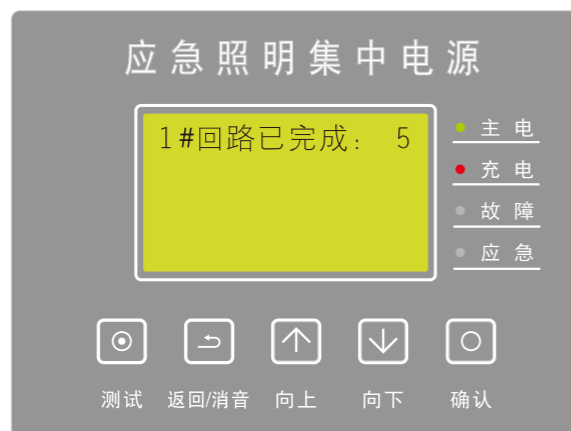 应急照明集中电源
1#回路已完成: 5
主电
充电
故障
应急
测试 返回/消音 向上 向下 确认